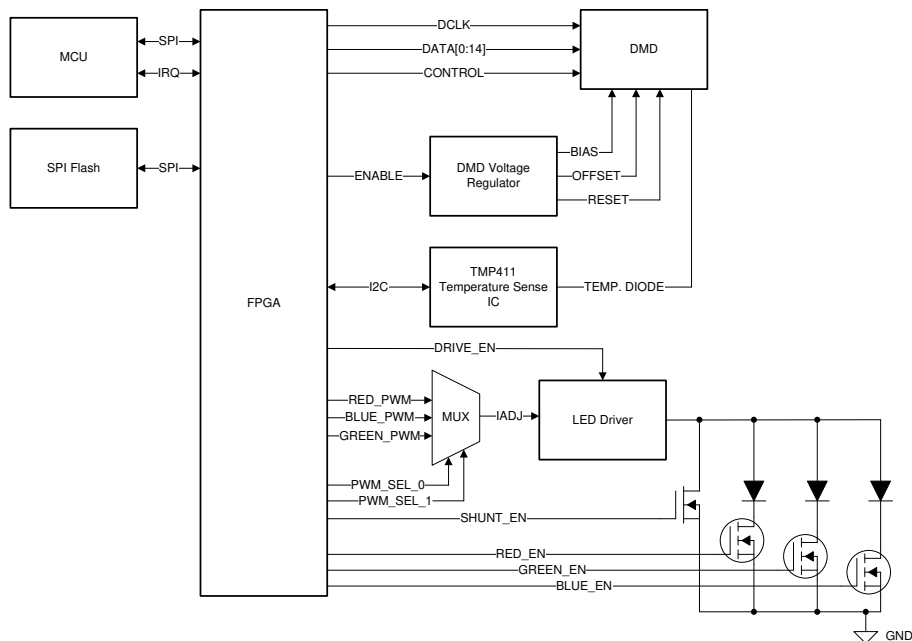 DCLK
DATA[0:14]
CONTROL
DMD
MCU
SPI
IRQ
SPI Flash
SPI
FPGA
ENABLE
DMD Voltage
Regulator
BIAS
OFFSET
RESET
I2C
TMP411
Temperature Sense
IC
TEMP. DIODE
DRIVE_EN
RED_PWM
BLUE_PWM
GREEN_PWM
MUX
IADJ
LED Driver
PWM_SEL_0
PWM_SEL_1
SHUNT_EN
RED_EN
GREEN_EN
BLUE_EN
GND